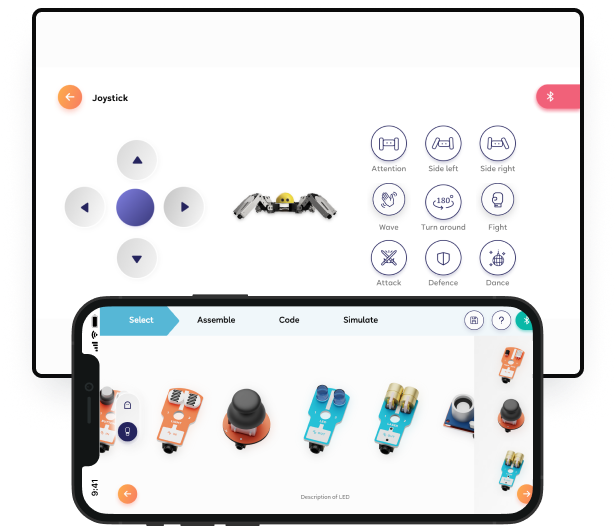 Joystick
Attention
Side left
Side right
180°
Wave
Turn around
Fight
Attack
Defence
Dance
Select
Assemble
Code
Simulate
?
Description of LED
9:41